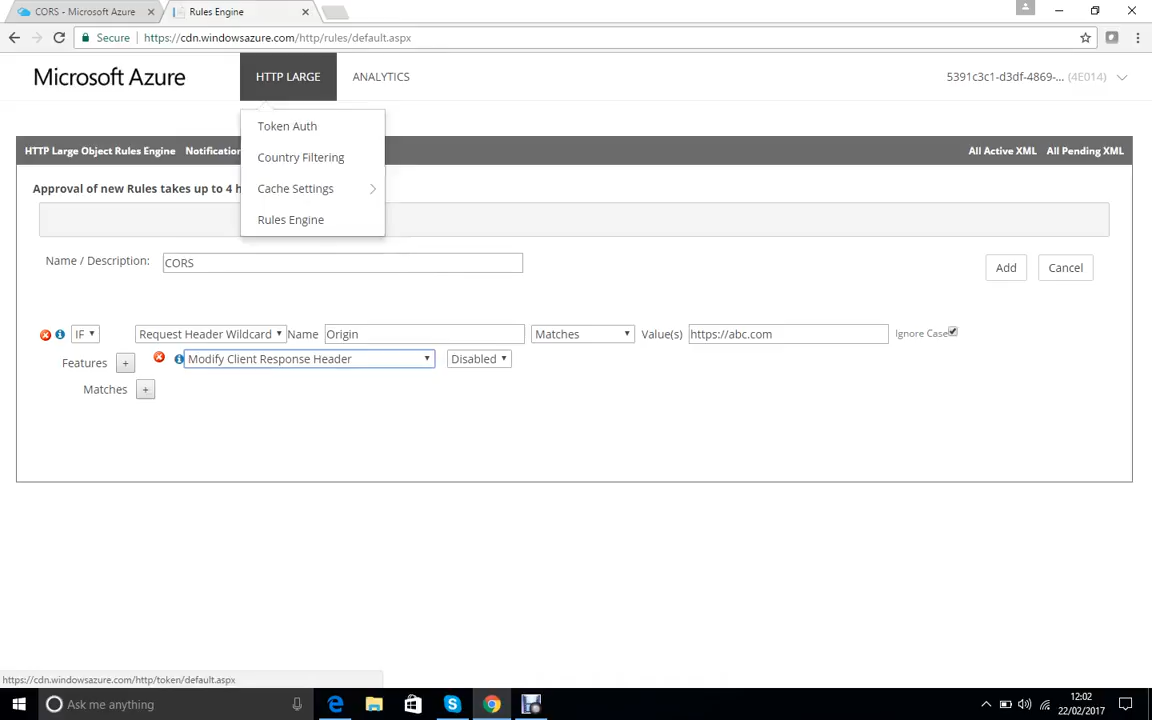 CORS - Microsoft Azure
Rules Engine
Secure
https://cdn.windowsazure.com/http/rules/default.aspx
Microsoft Azure
HTTP LARGE
ANALYTICS
5391c3c1-d3df-4869-... (4E014)
Token Auth
Country Filtering
Cache Settings
Rules Engine
HTTP Large Object Rules Engine
Notification
All Active XML
All Pending XML
Approval of new Rules takes up to 4 h
Name / Description:
CORS
Add
Cancel
IF
Request Header Wildcard
Name
Origin
Matches
Value(s)
https://abc.com
Ignore Case
Features
+
Modify Client Response Header
Disabled
Matches
+
https://cdn.windowsazure.com/http/token/default.aspx
Ask me anything
12:02
22/02/2017